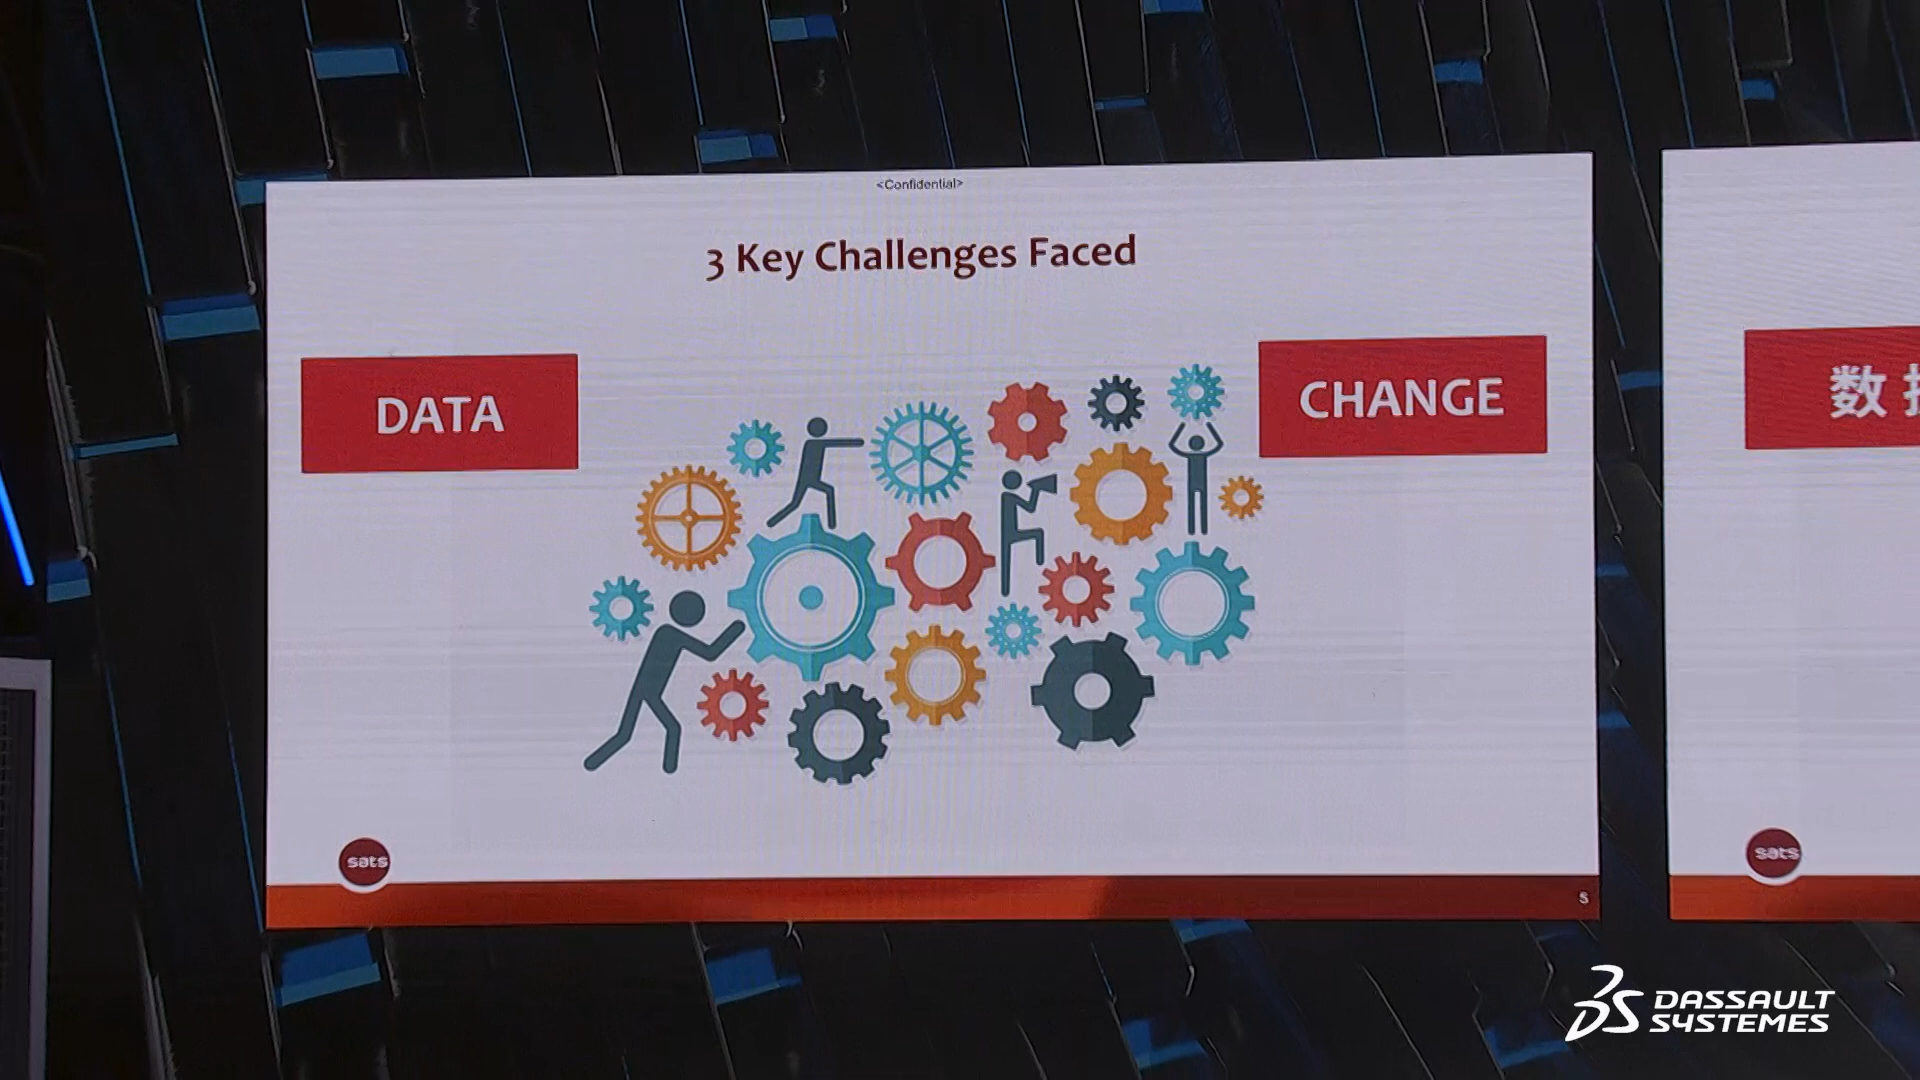 <Confidential>
3 Key Challenges Faced
DATA
CHANGE
sats
5
数
sats
DASSAULT
SYSTEMES